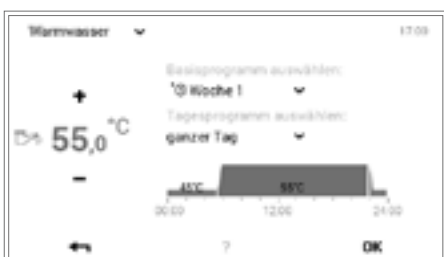 Warmwasser
17:00
Basisprogramm auswählen:
Woche 1
Tagesprogramm auswählen:
ganzer Tag
+
55,0 °C
-
45°C
55°C
00:00 12:00 24:00
?
OK